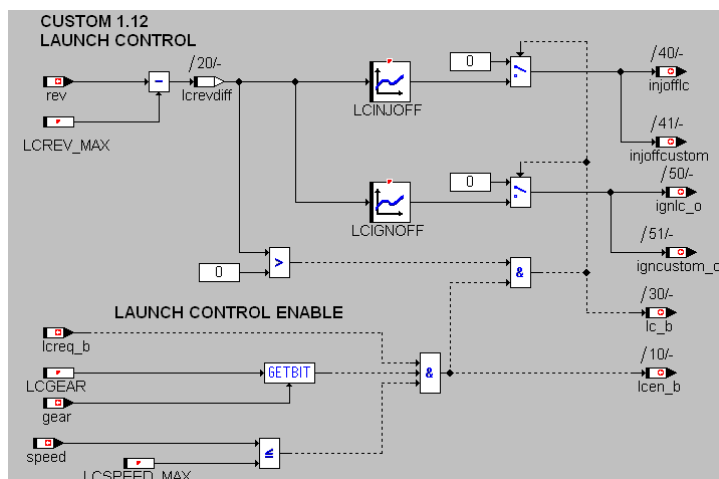 CUSTOM 1.12
LAUNCH CONTROL
/20/-
rev
lcrevdiff
LCREV_MAX
LCINJOFF
0
/40/-
injofflc
/41/-
injoffcustom
LCIGNOFF
0
/50/-
ignlc_o
/51/-
igncustom_o
0
>
&
LAUNCH CONTROL ENABLE
/30/-
lc_b
lcreq_b
LCGEAR
GETBIT
&
/10/-
lcen_b
gear
speed
≤
LCSPEED_MAX